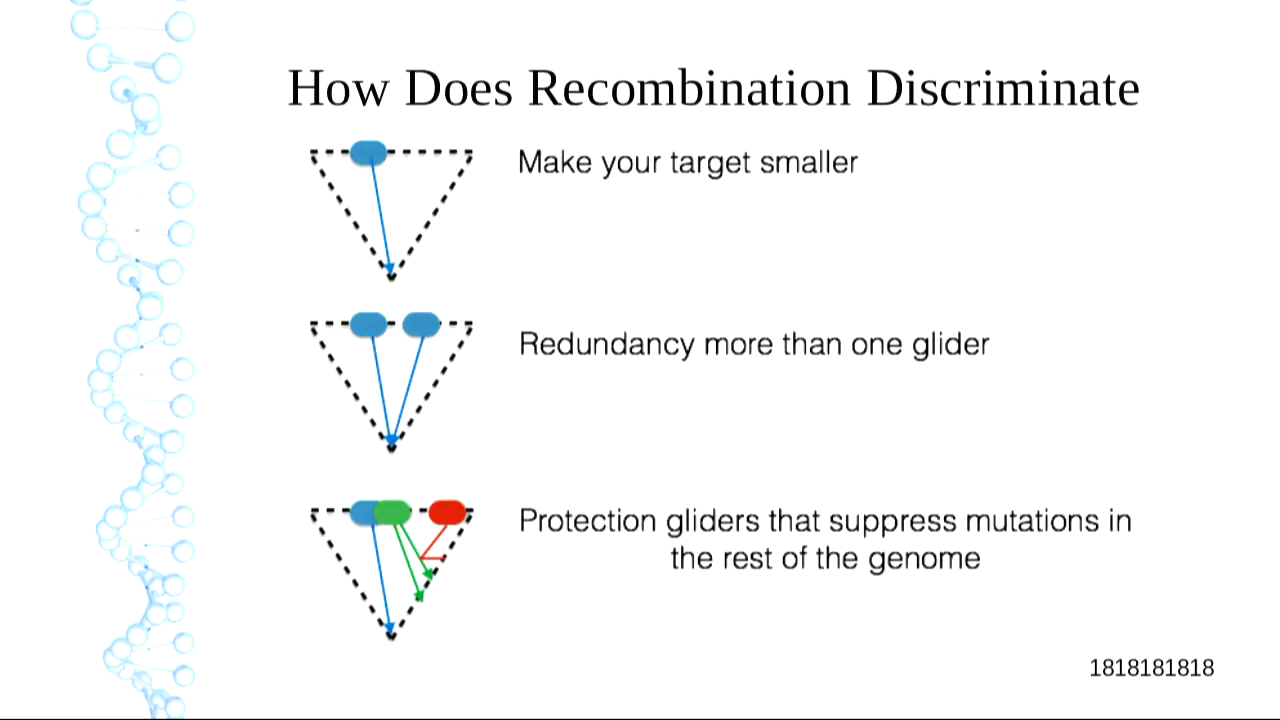 How Does Recombination Discriminate
Make your target smaller
Redundancy more than one glider
Protection gliders that suppress mutations in
the rest of the genome
1818181818